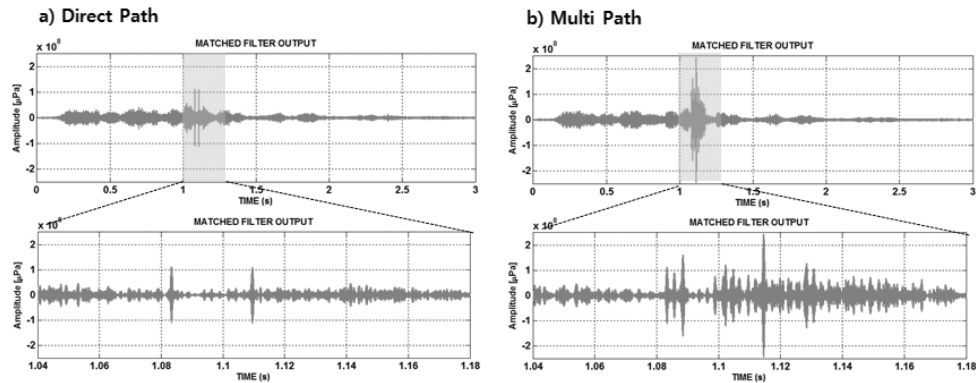 a) Direct Path
MATCHED FILTER OUTPUT
x 10^8
Amplitude [μPa]
2
1
0
-1
-2
0 0.5 1 1.5 2 2.5 3
TIME (s)
MATCHED FILTER OUTPUT
x 10^8
Amplitude [μPa]
2
1
0
-1
-2
1.04 1.06 1.08 1.1 1.12 1.14 1.16 1.18
TIME (s)
b) Multi Path
MATCHED FILTER OUTPUT
x 10^8
Amplitude [μPa]
2
1
0
-1
-2
0 0.5 1 1.5 2 2.5 3
TIME (s)
MATCHED FILTER OUTPUT
x 10^8
Amplitude [μPa]
2
1
0
-1
-2
1.04 1.06 1.08 1.1 1.12 1.14 1.16 1.18
TIME (s)